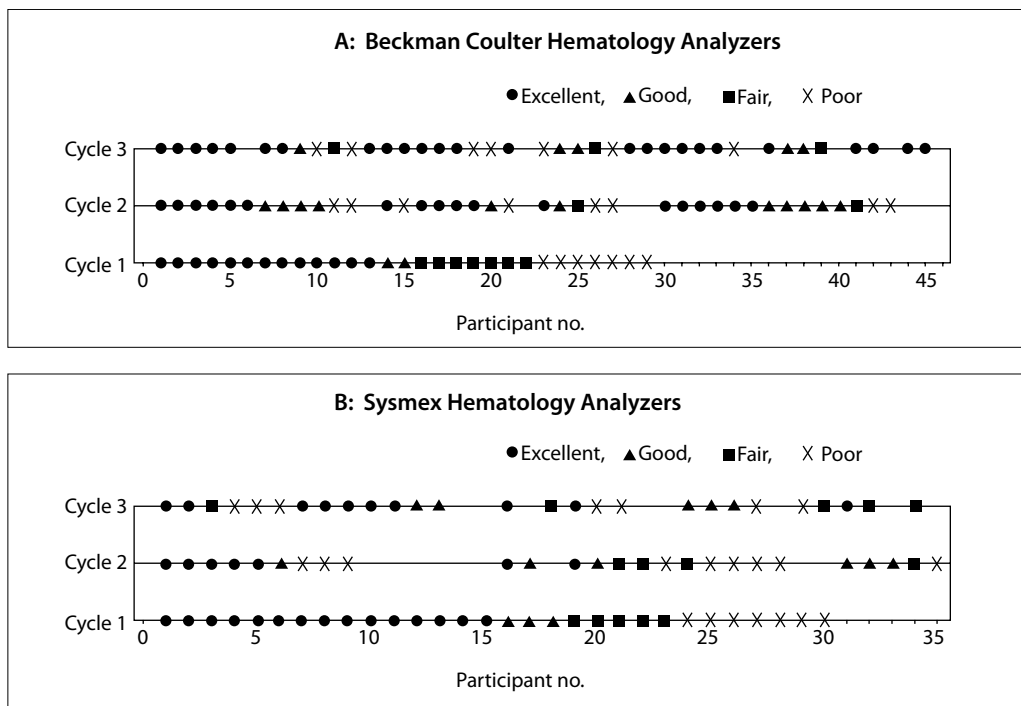 A: Beckman Coulter Hematology Analyzers
Excellent, Good, Fair, Poor
Cycle 3
Cycle 2
Cycle 1
0 5 10 15 20 25 30 35 40 45
Participant no.
B: Sysmex Hematology Analyzers
Excellent, Good, Fair, Poor
Cycle 3
Cycle 2
Cycle 1
0 5 10 15 20 25 30 35
Participant no.